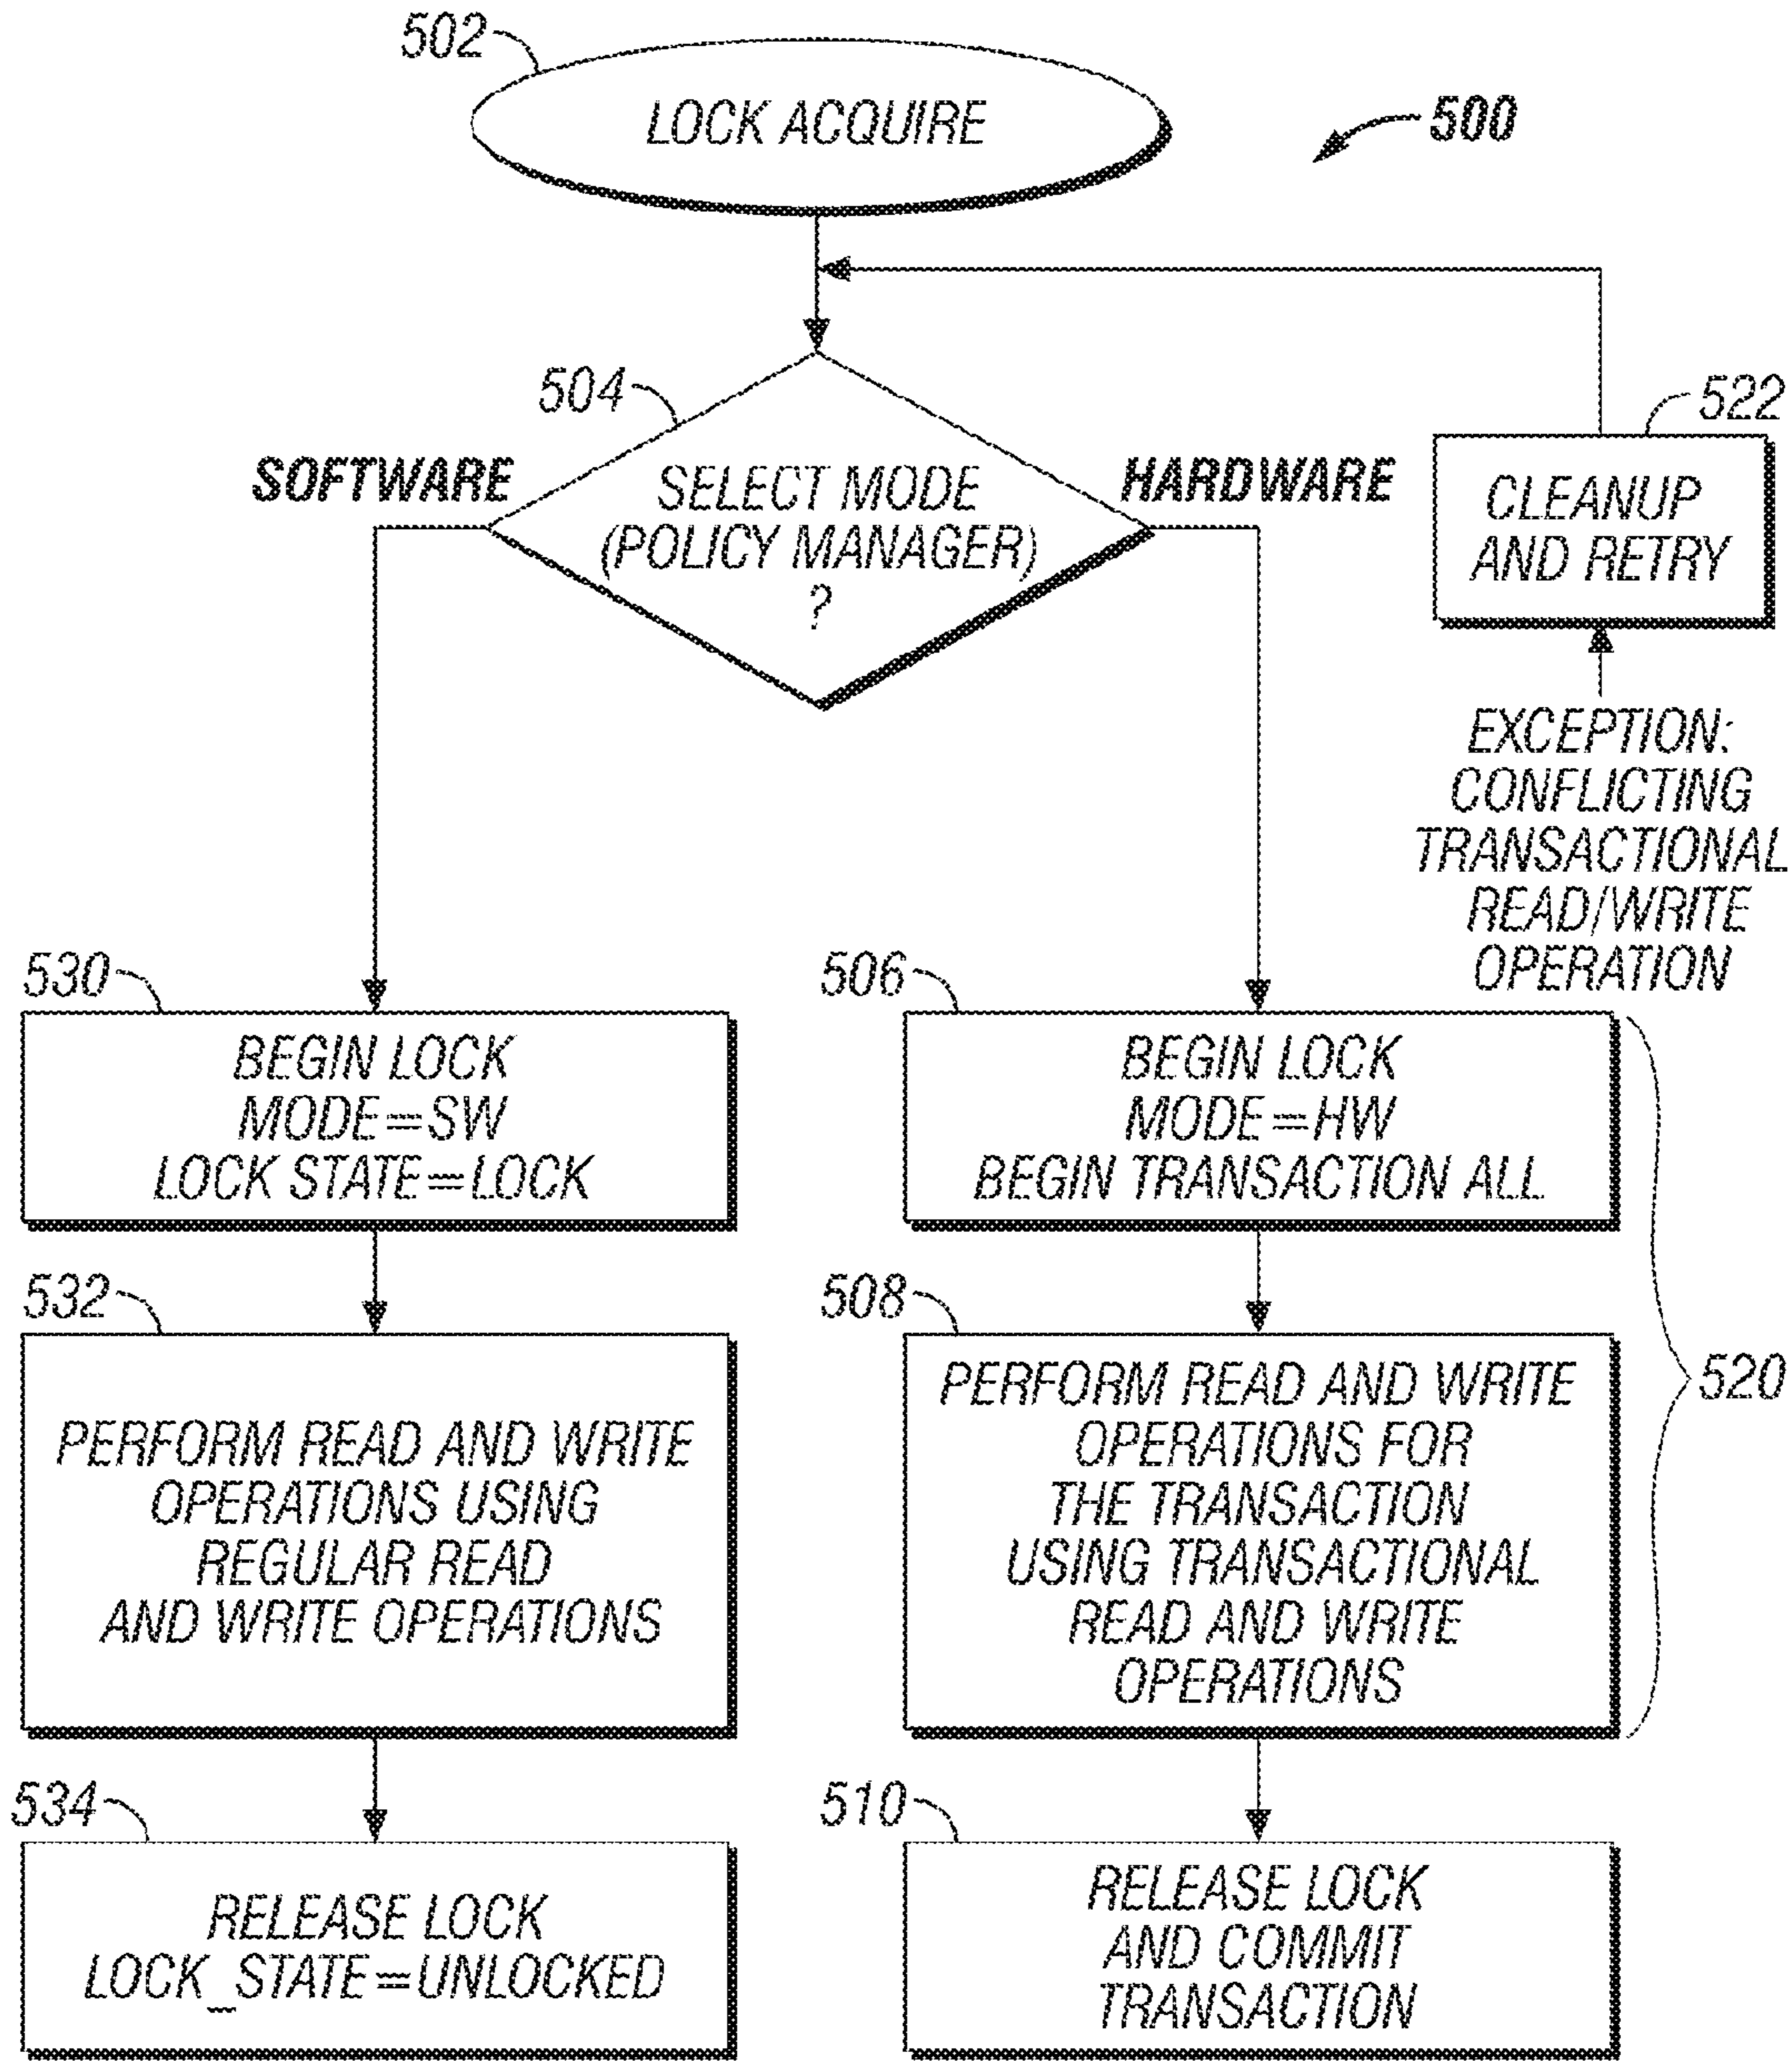 502
LOCK ACQUIRE
500
504
SOFTWARE
SELECT MODE
(POLICY MANAGER)
?
HARDWARE
522
CLEANUP
AND RETRY
EXCEPTION:
CONFLICTING
TRANSACTIONAL
READ/WRITE
OPERATION
530
BEGIN LOCK
MODE=SW
LOCK STATE=LOCK
506
BEGIN LOCK
MODE=HW
BEGIN TRANSACTION ALL
532
PERFORM READ AND WRITE
OPERATIONS USING
REGULAR READ
AND WRITE OPERATIONS
508
PERFORM READ AND WRITE
OPERATIONS FOR
THE TRANSACTION
USING TRANSACTIONAL
READ AND WRITE
OPERATIONS
520
534
RELEASE LOCK
LOCK_STATE=UNLOCKED
510
RELEASE LOCK
AND COMMIT
TRANSACTION